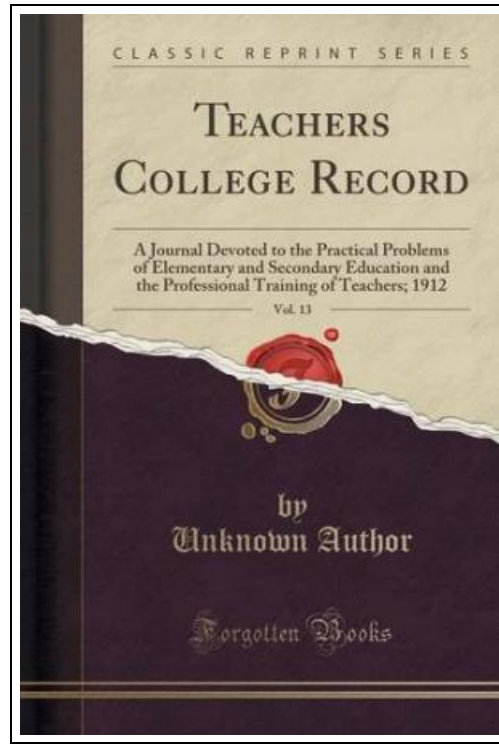 CLASSIC REPRINT SERIES
TEACHERS
COLLEGE RECORD
A Journal Devoted to the Practical Problems
of Elementary and Secondary Education and
the Professional Training of Teachers; 1912
Vol. 13
by
Unknown Author
Forgotten Books